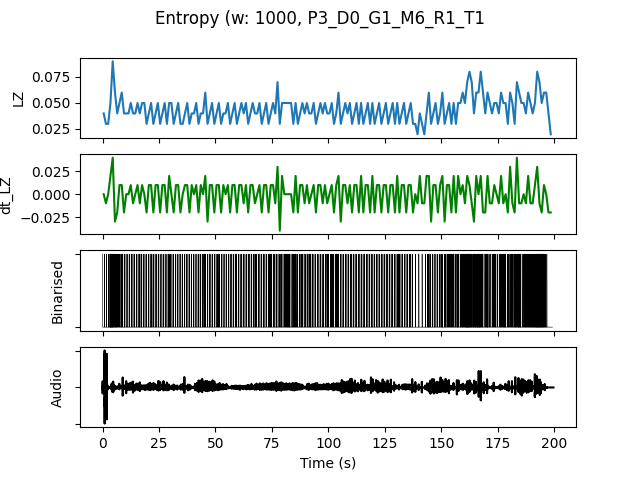 Entropy (w: 1000, P3_D0_G1_M6_R1_T1
LZ
0.075
0.050
0.025
dt_LZ
0.025
0.000
−0.025
Binarised
Audio
0 25 50 75 100 125 150 175 200
Time (s)